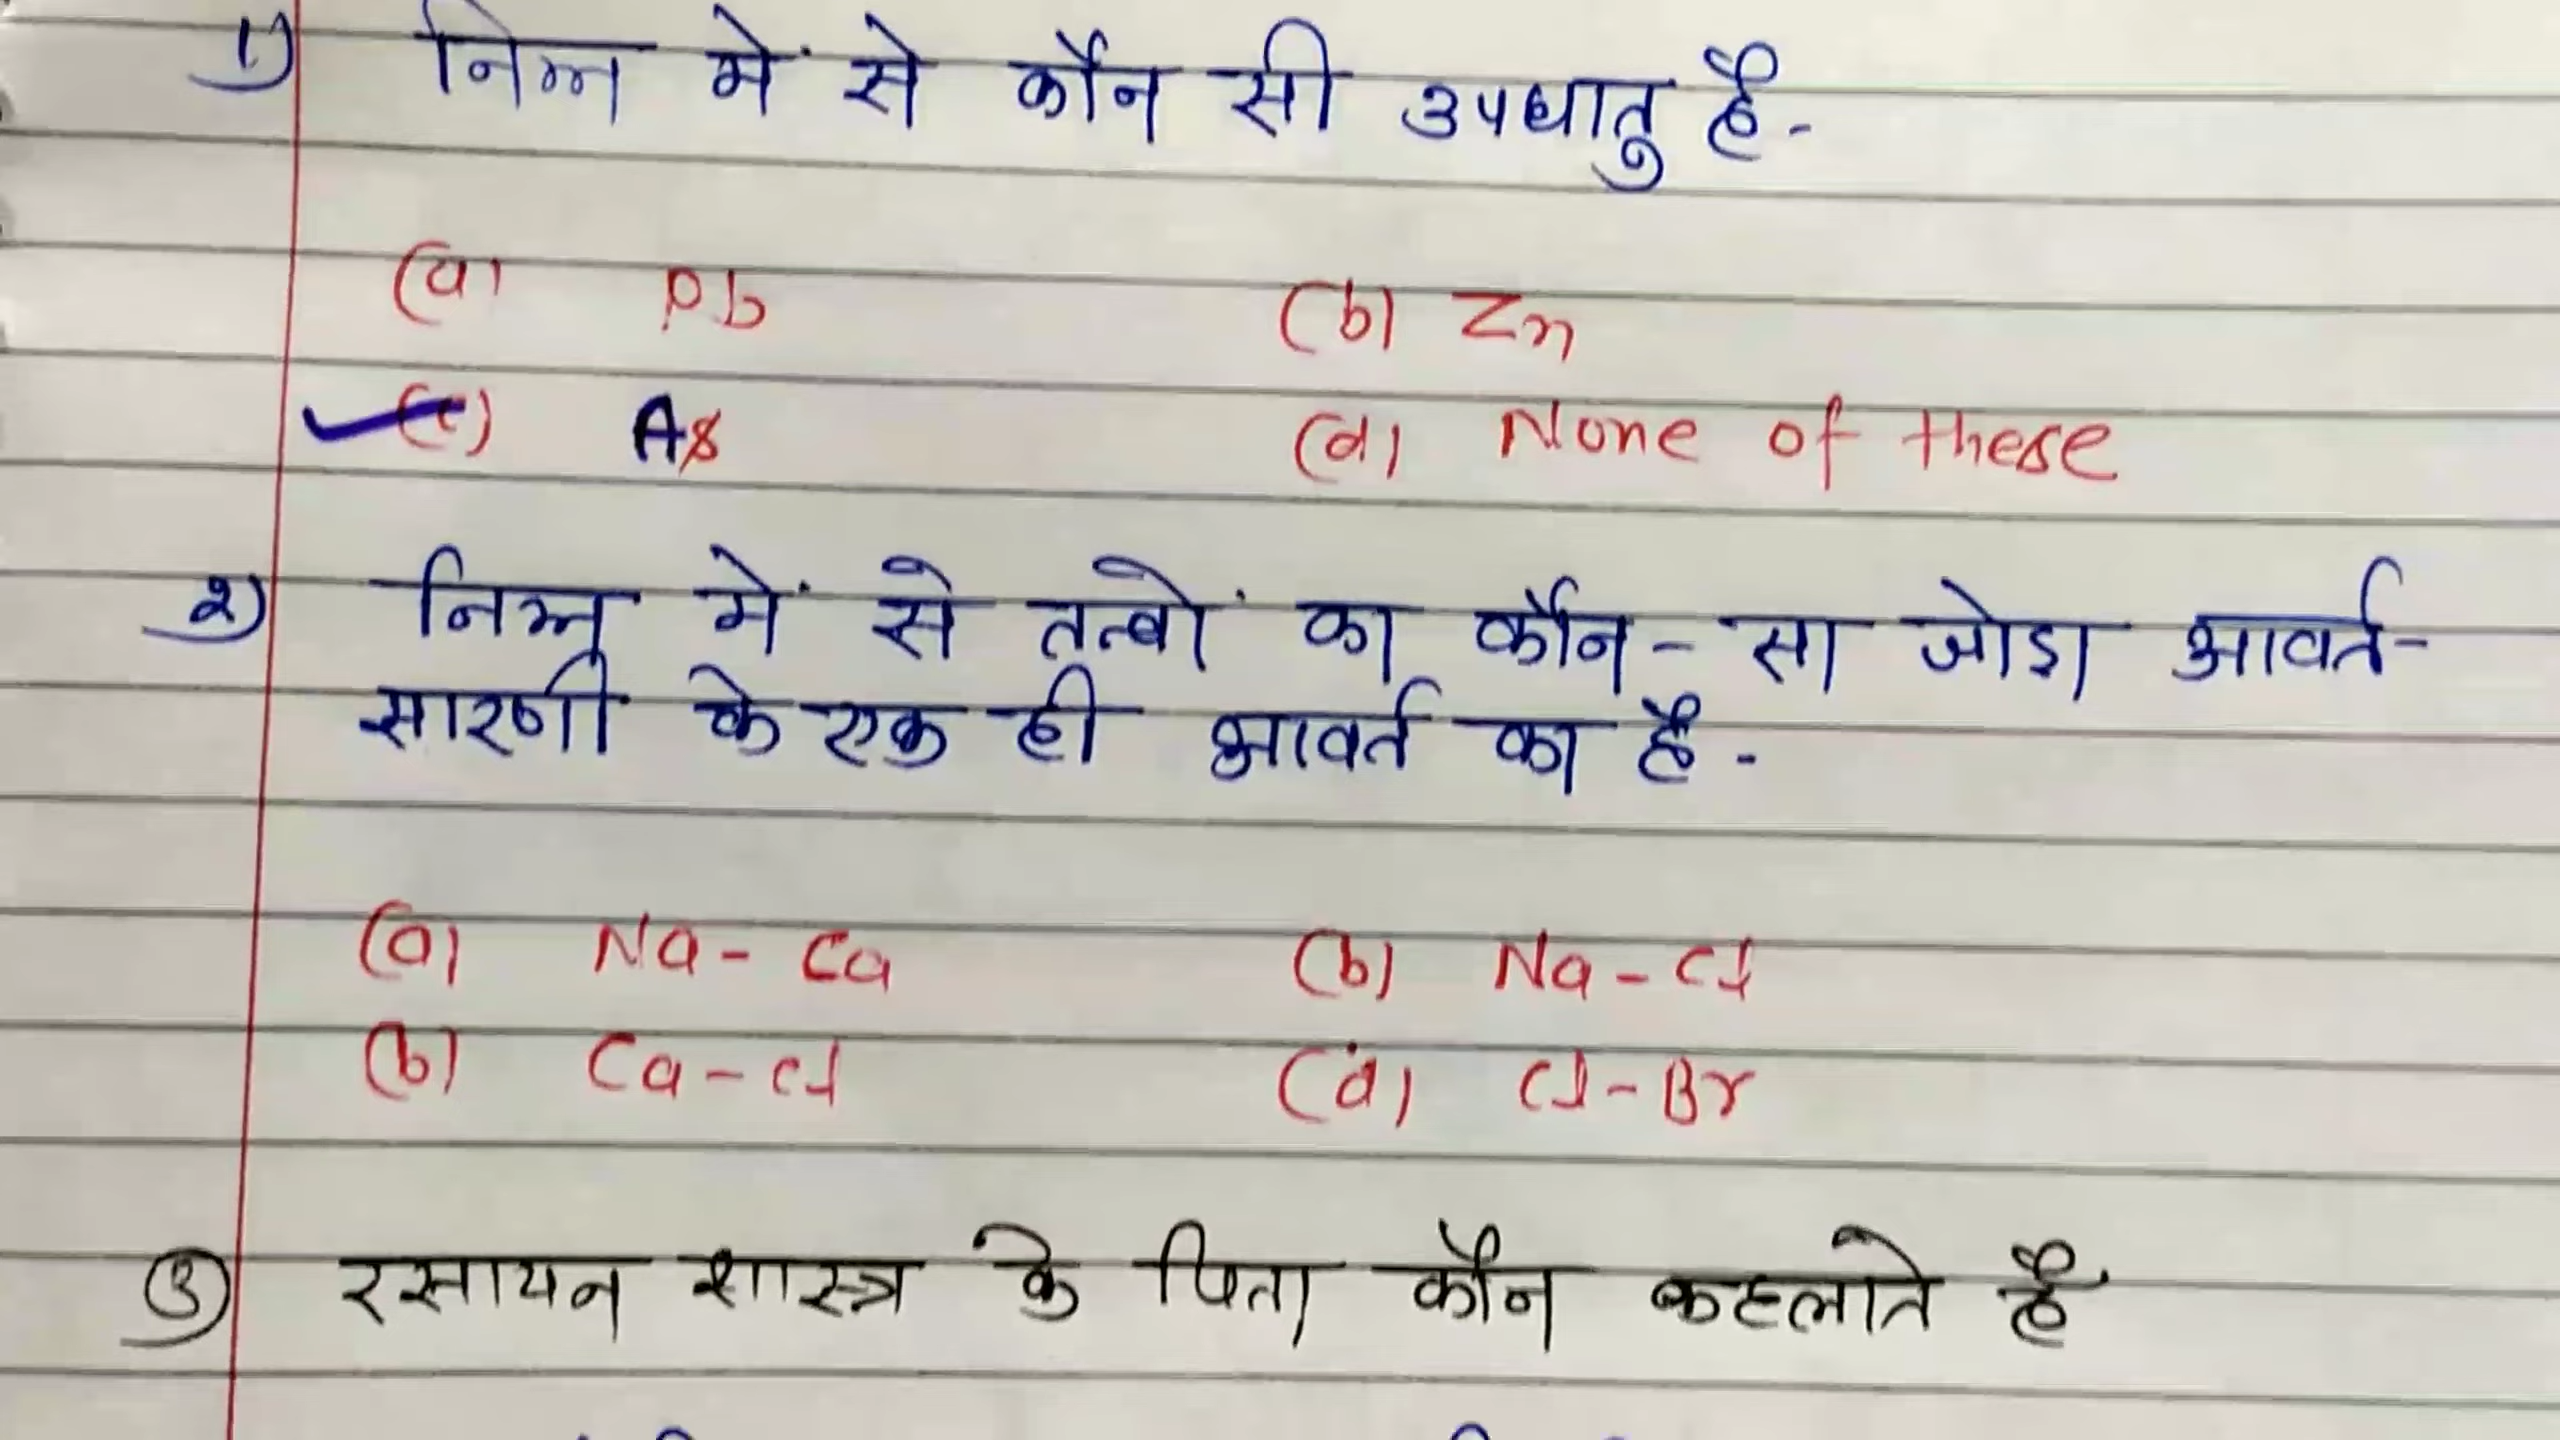 1) निम्न में से कौन सी उपधातु है-
(a) Pb (b) Zn
(c) As (d) None of these
2) निम्न में से तत्वों का कौन-सा जोडा आवर्त-
सारणी के एक ही आवर्त का है-
(a) Na-Ca (b) Na-Cl
(b) Ca-Cl (d) Cl-Br
3) रसायन शास्त्र के पिता कौन कहलाते है